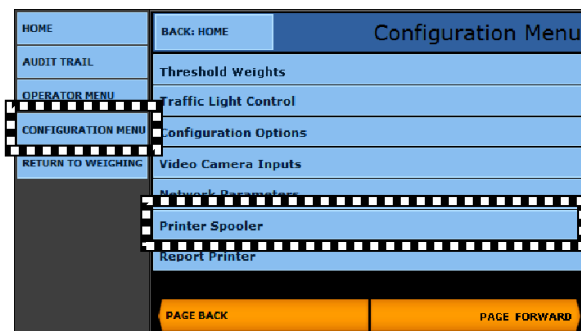 HOME
AUDIT TRAIL
OPERATOR MENU
CONFIGURATION MENU
RETURN TO WEIGHING
BACK: HOME
Configuration Menu
Threshold Weights
Traffic Light Control
Configuration Options
Video Camera Inputs
Network Parameters
Printer Spooler
Report Printer
PAGE BACK
PAGE FORWARD